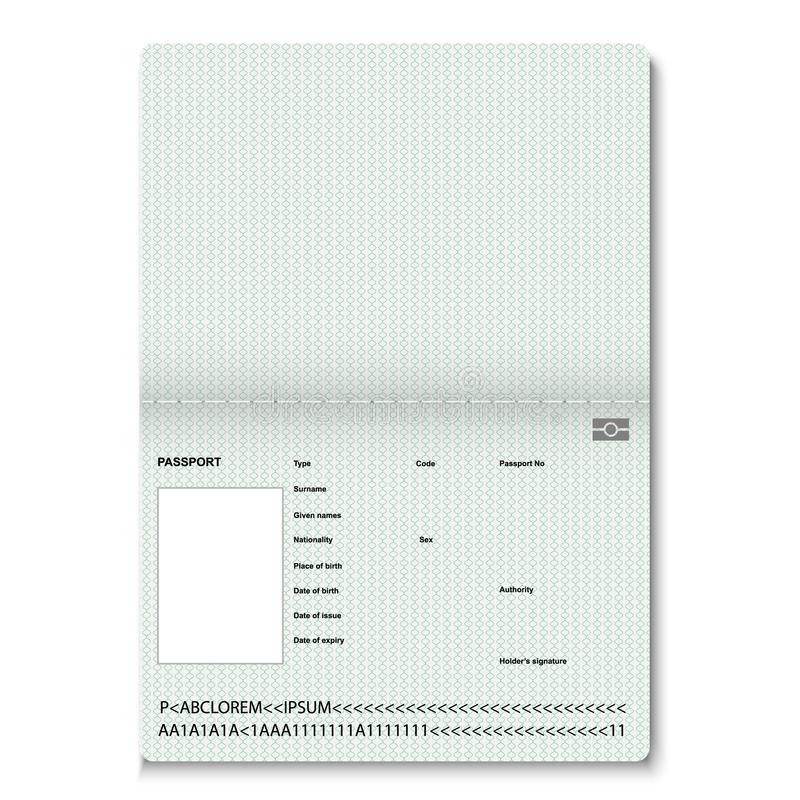 dreamstime
PASSPORT Type Code Passport No
Surname
Given names
Nationality Sex
Place of birth
Date of birth Authority
Date of issue
Date of expiry
Holder's signature
P<ABCLOREM<<IPSUM<<<<<<<<<<<<<<<<<<<<<<<<<<<<
AA1A1A1A<1AAA1111111A1111111<<<<<<<<<<<<<<<<<11